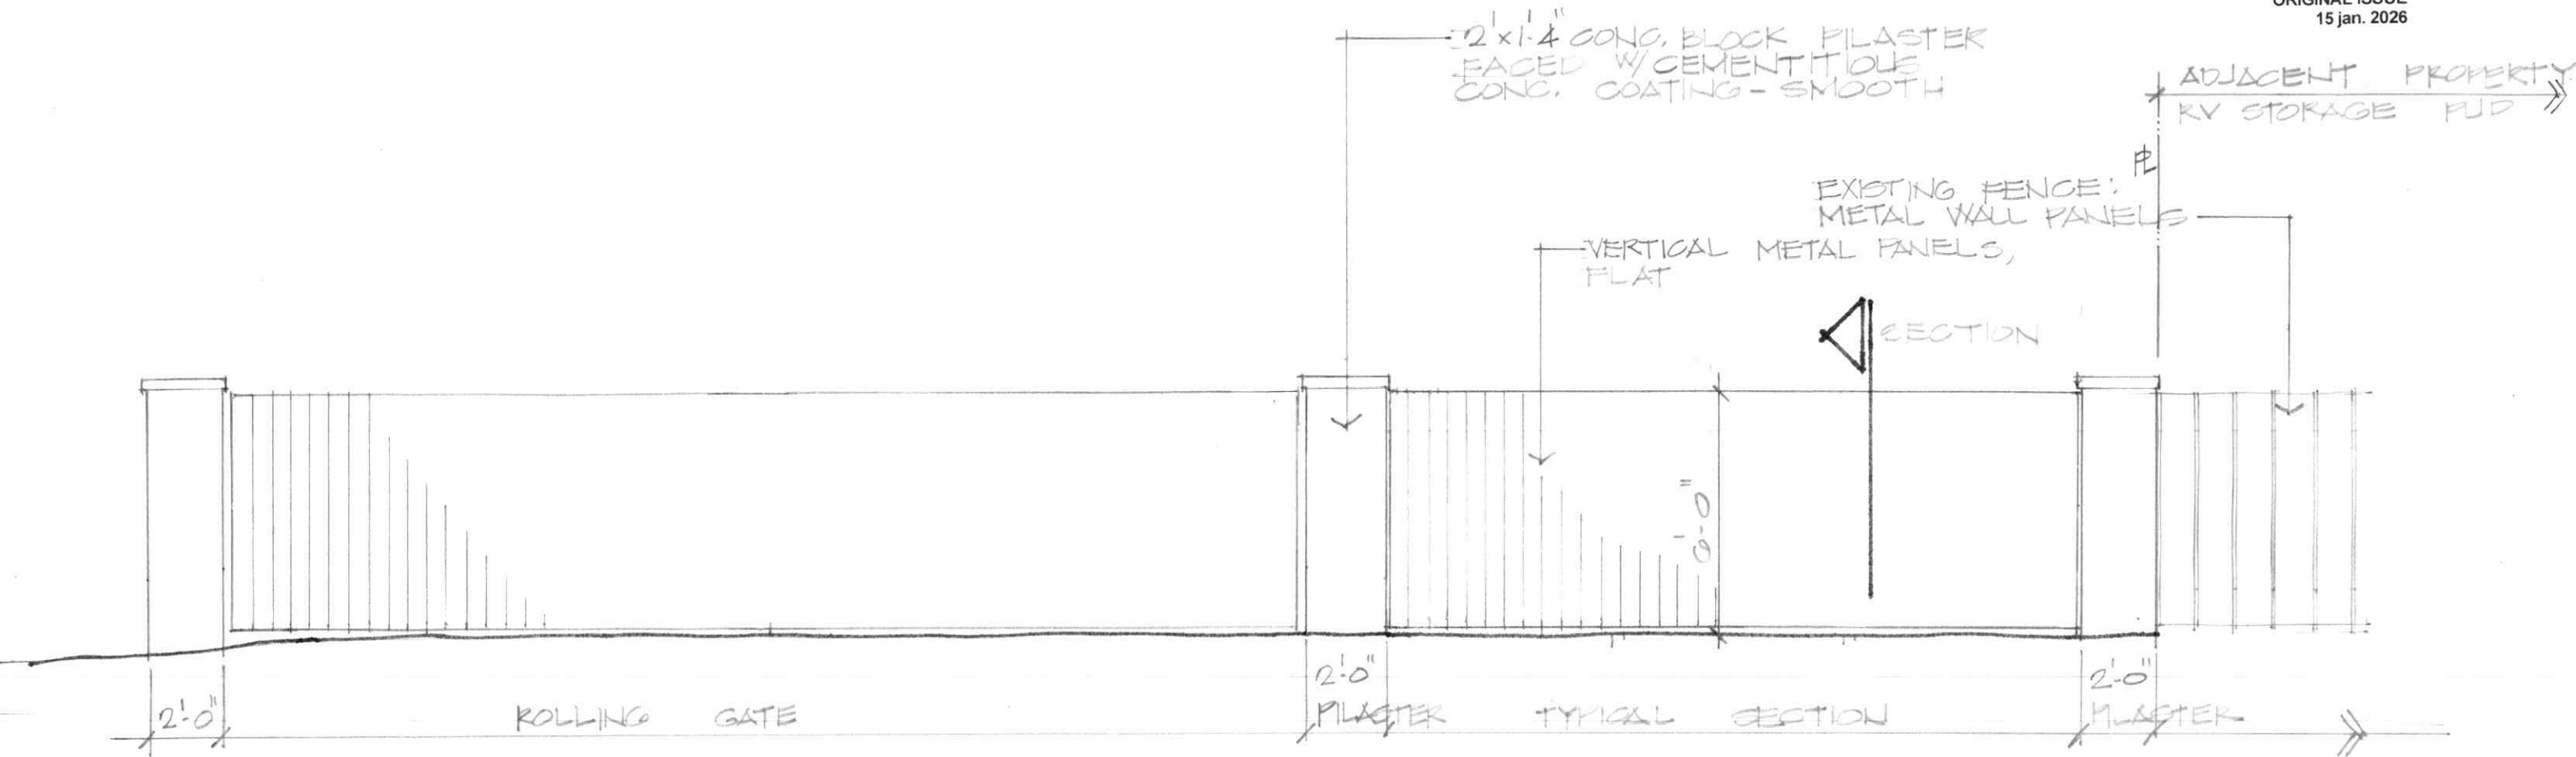 ORIGINAL ISSUE
15 jan. 2026
2'x1'-4" CONC. BLOCK PILASTER
FACED W/CEMENTITIOUS
CONC. COATING - SMOOTH
ADJACENT PROPERTY
RV STORAGE PUD
PL
EXISTING FENCE:
METAL WALL PANELS
VERTICAL METAL PANELS,
FLAT
SECTION
6'-0"
2'-0"
ROLLING GATE
2'-0"
PILASTER
TYPICAL SECTION
2'-0"
PILASTER